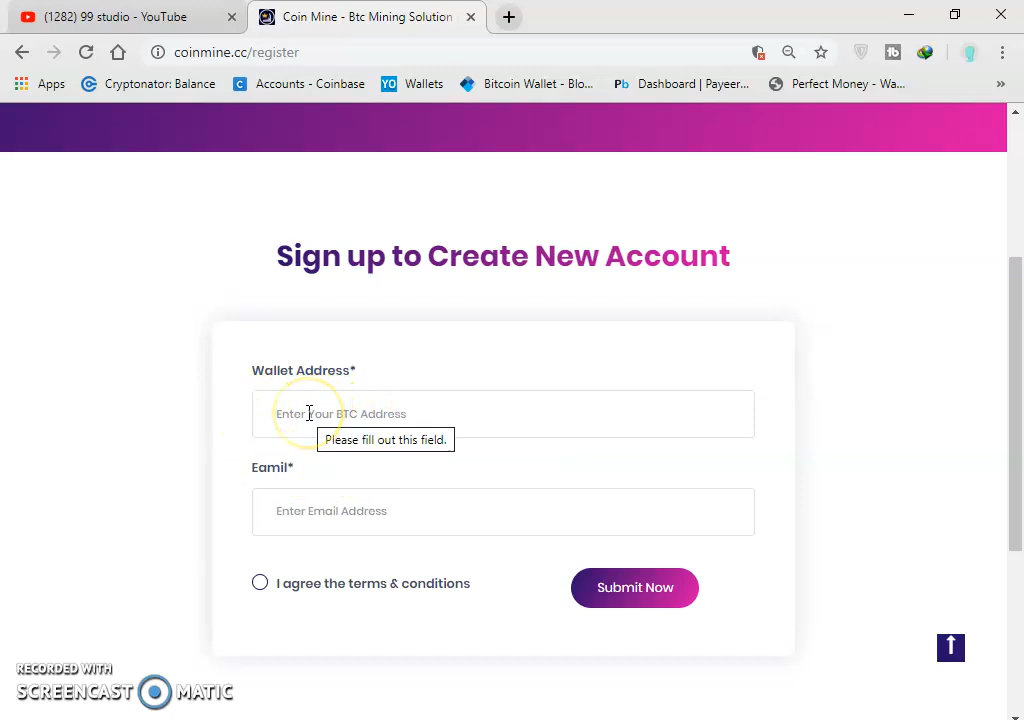 (1282) 99 studio - YouTube
Coin Mine - Btc Mining Solution
coinmine.cc/register
Apps
Cryptonator: Balance
C Accounts - Coinbase
YO Wallets
Bitcoin Wallet - Blo...
Pb Dashboard | Payeer...
Perfect Money - Wa...
»
Sign up to Create New Account
Wallet Address*
Enter Your BTC Address
Please fill out this field.
Eamil*
Enter Email Address
I agree the terms & conditions
Submit Now
RECORDED WITH
SCREENCAST MATIC